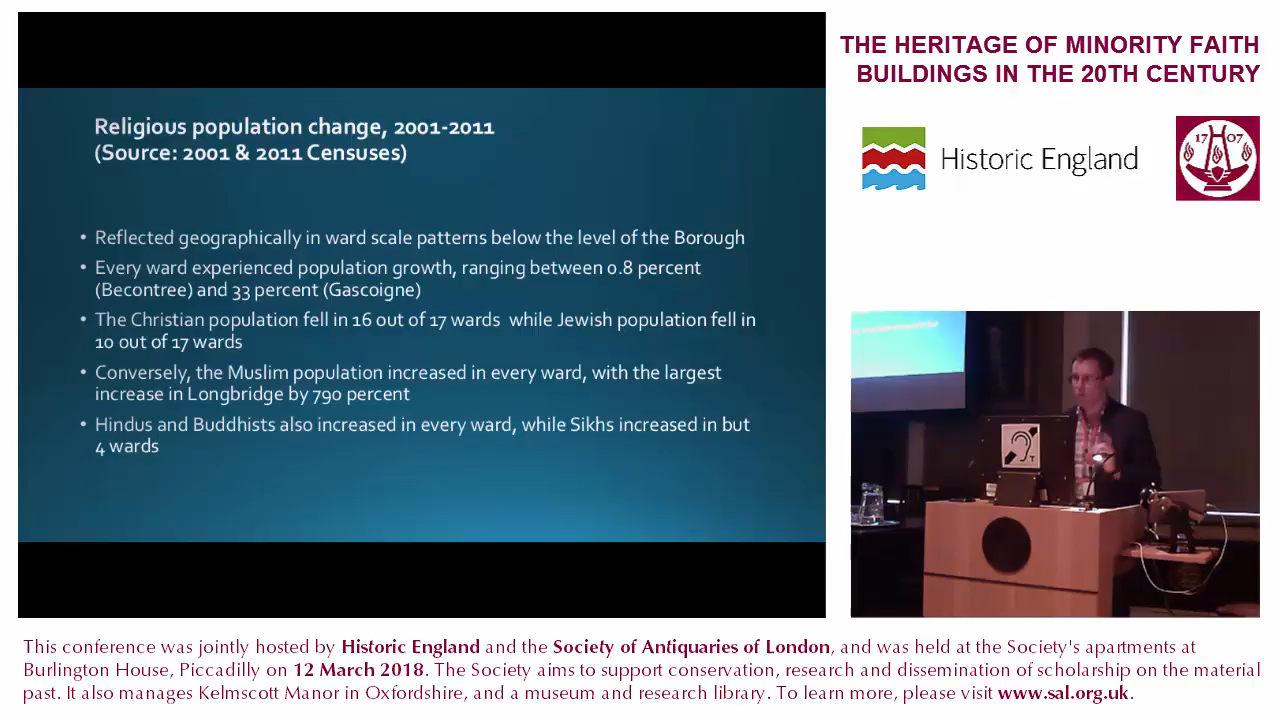 THE HERITAGE OF MINORITY FAITH
BUILDINGS IN THE 20TH CENTURY
Historic England
17 07
Religious population change, 2001-2011
(Source: 2001 & 2011 Censuses)
• Reflected geographically in ward scale patterns below the level of the Borough
• Every ward experienced population growth, ranging between 0.8 percent
(Becontree) and 33 percent (Gascoigne)
• The Christian population fell in 16 out of 17 wards while Jewish population fell in
10 out of 17 wards
• Conversely, the Muslim population increased in every ward, with the largest
increase in Longbridge by 790 percent
• Hindus and Buddhists also increased in every ward, while Sikhs increased in but
4 wards
T
This conference was jointly hosted by Historic England and the Society of Antiquaries of London, and was held at the Society's apartments at
Burlington House, Piccadilly on 12 March 2018. The Society aims to support conservation, research and dissemination of scholarship on the material
past. It also manages Kelmscott Manor in Oxfordshire, and a museum and research library. To learn more, please visit www.sal.org.uk.